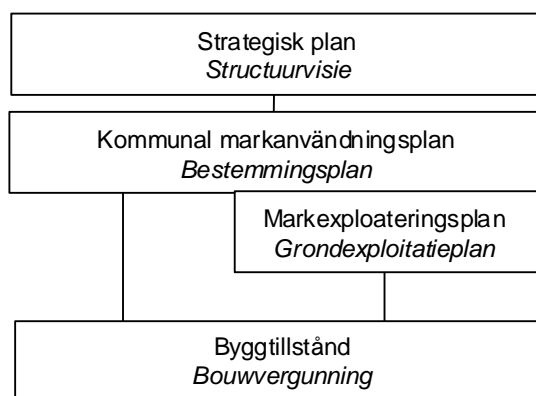 Strategisk plan
Structuurvisie
Kommunal markanvändningsplan
Bestemmingsplan
Markexploateringsplan
Grondexploitatieplan
Byggtillstånd
Bouwvergunning